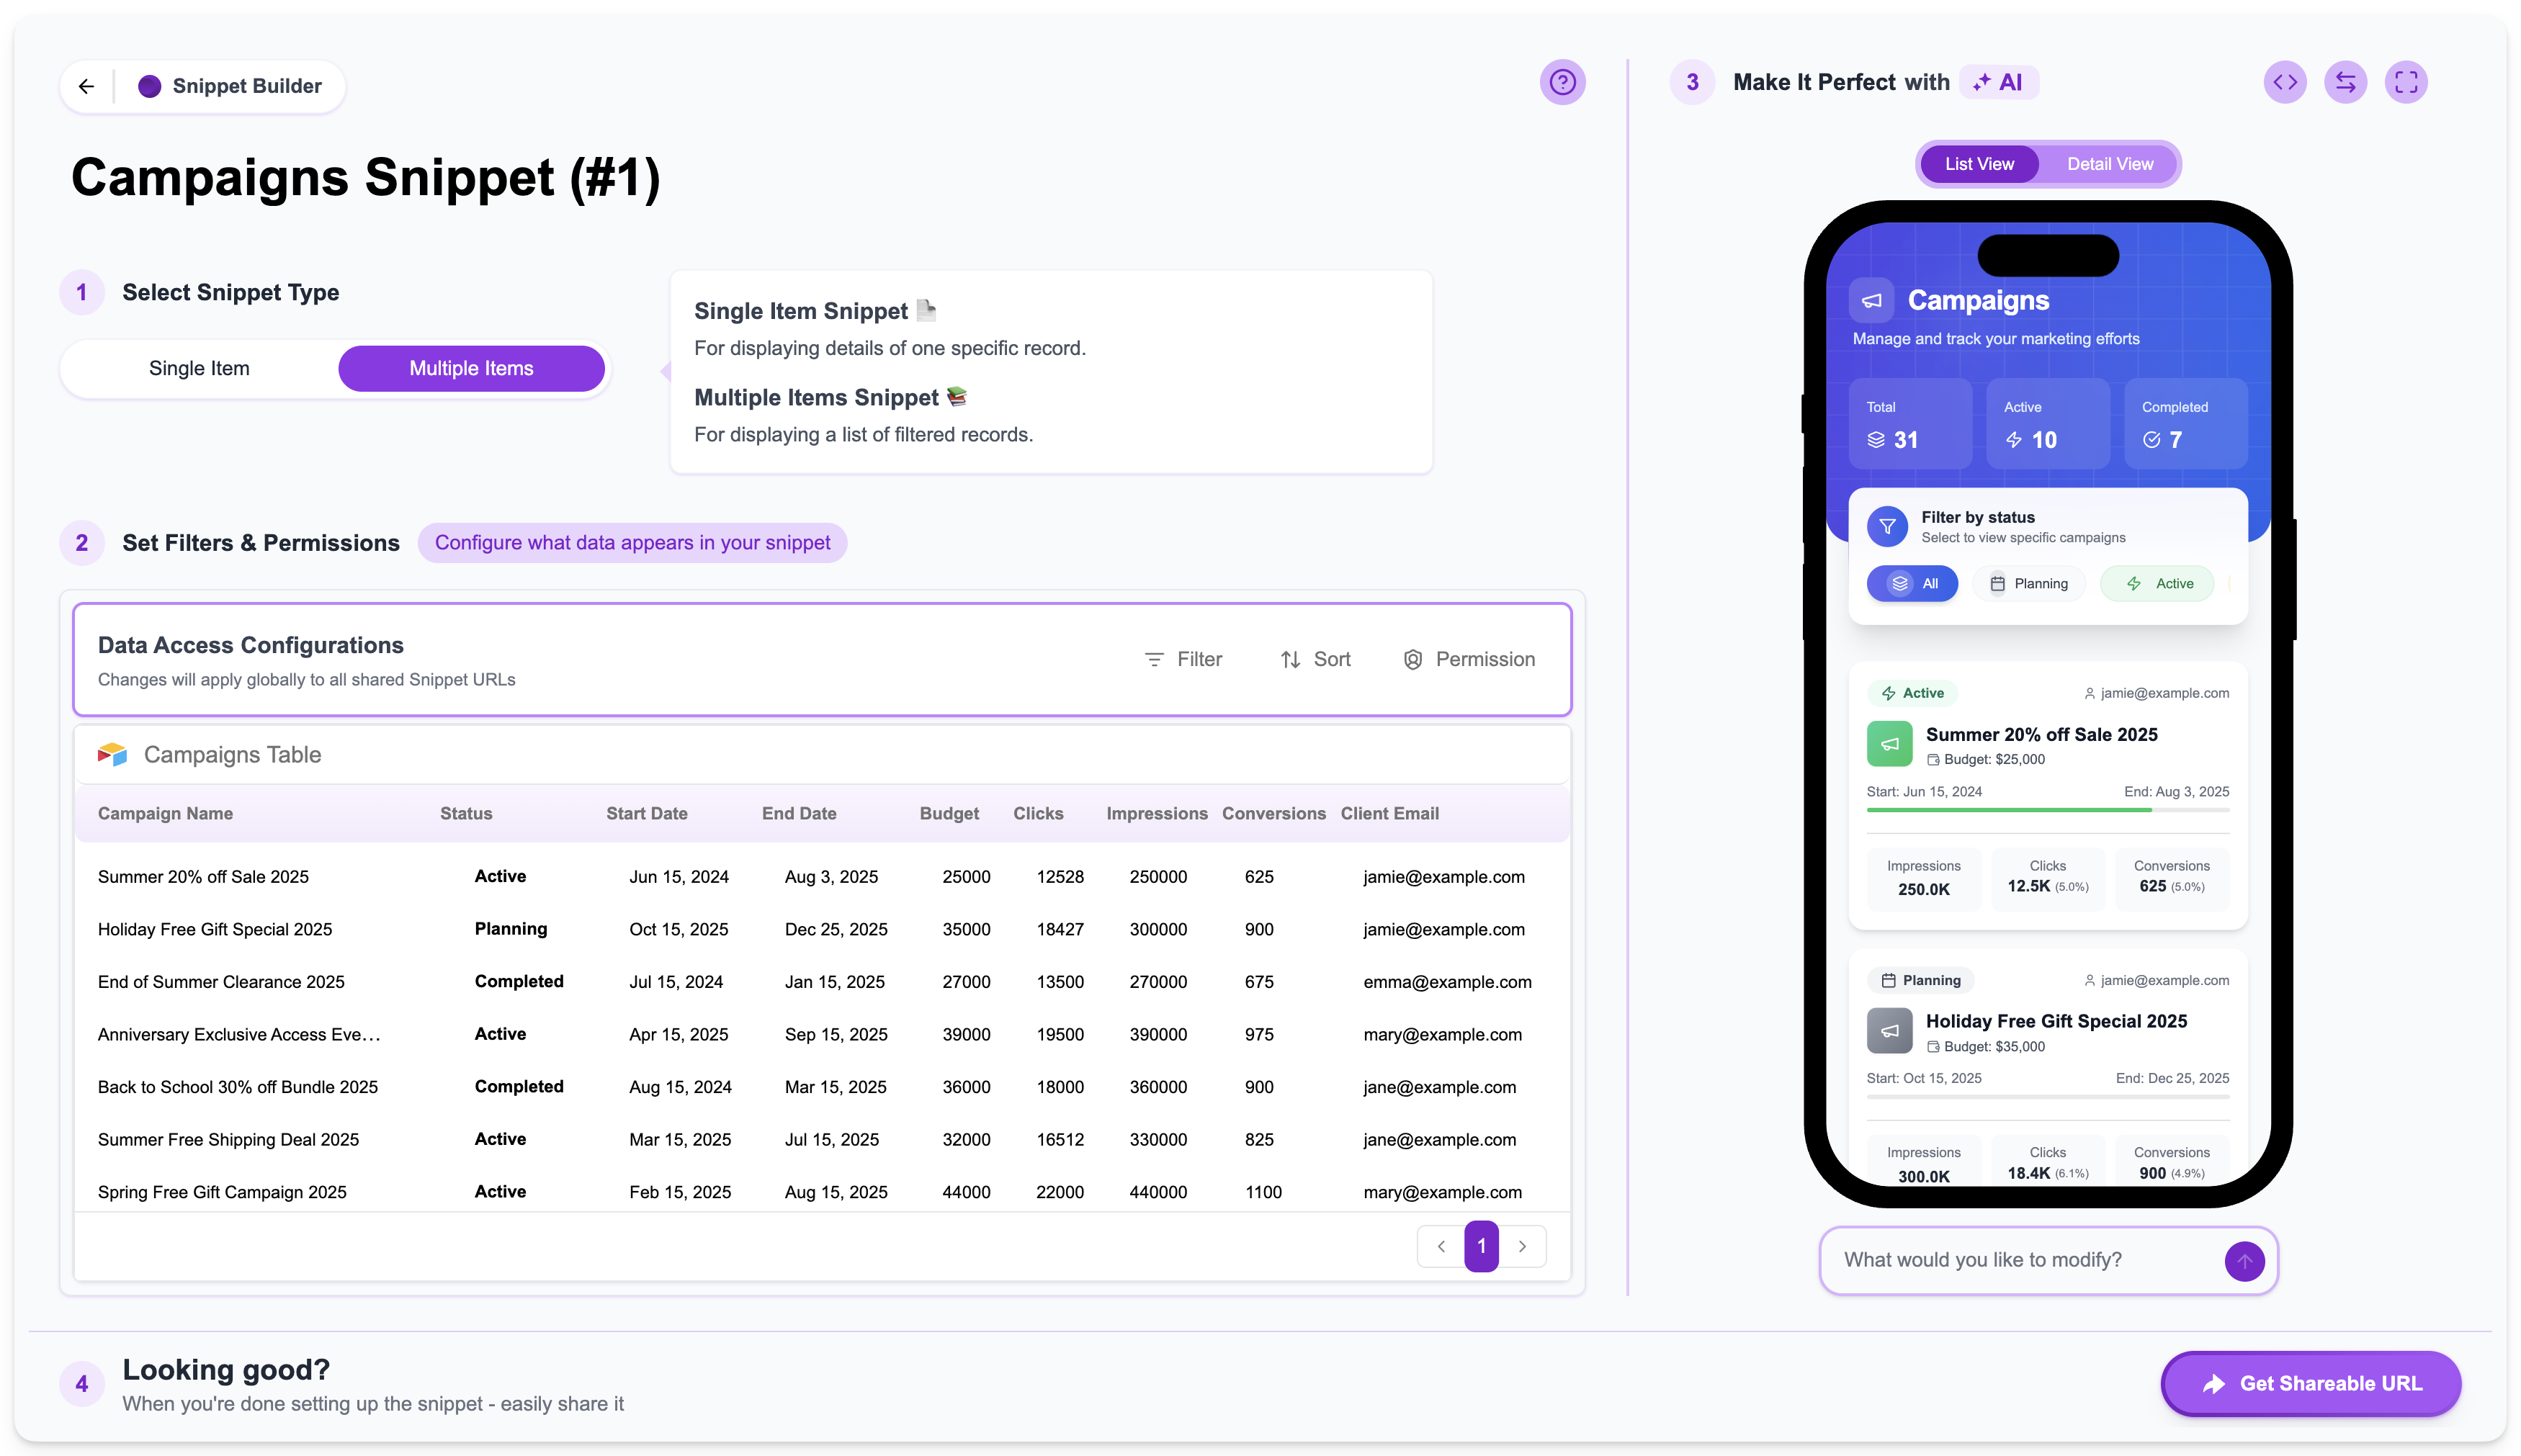 Snippet Builder
Campaigns Snippet (#1)
1 Select Snippet Type
Single Item Multiple Items
Single Item Snippet
For displaying details of one specific record.
Multiple Items Snippet
For displaying a list of filtered records.
2 Set Filters & Permissions Configure what data appears in your snippet
Data Access Configurations
Changes will apply globally to all shared Snippet URLs
Filter Sort Permission
Campaigns Table
Campaign Name Status Start Date End Date Budget Clicks Impressions Conversions Client Email
Summer 20% off Sale 2025 Active Jun 15, 2024 Aug 3, 2025 25000 12528 250000 625 jamie@example.com
Holiday Free Gift Special 2025 Planning Oct 15, 2025 Dec 25, 2025 35000 18427 300000 900 jamie@example.com
End of Summer Clearance 2025 Completed Jul 15, 2024 Jan 15, 2025 27000 13500 270000 675 emma@example.com
Anniversary Exclusive Access Eve... Active Apr 15, 2025 Sep 15, 2025 39000 19500 390000 975 mary@example.com
Back to School 30% off Bundle 2025 Completed Aug 15, 2024 Mar 15, 2025 36000 18000 360000 900 jane@example.com
Summer Free Shipping Deal 2025 Active Mar 15, 2025 Jul 15, 2025 32000 16512 330000 825 jane@example.com
Spring Free Gift Campaign 2025 Active Feb 15, 2025 Aug 15, 2025 44000 22000 440000 1100 mary@example.com
1
3 Make It Perfect with AI
List View Detail View
Campaigns
Manage and track your marketing efforts
Total Active Completed
31 10 7
Filter by status
Select to view specific campaigns
All Planning Active
Active jamie@example.com
Summer 20% off Sale 2025
Budget: $25,000
Start: Jun 15, 2024 End: Aug 3, 2025
Impressions Clicks Conversions
250.0K 12.5K (5.0%) 625 (5.0%)
Planning jamie@example.com
Holiday Free Gift Special 2025
Budget: $35,000
Start: Oct 15, 2025 End: Dec 25, 2025
Impressions Clicks Conversions
300.0K 18.4K (6.1%) 900 (4.9%)
What would you like to modify?
4 Looking good?
When you're done setting up the snippet - easily share it
Get Shareable URL